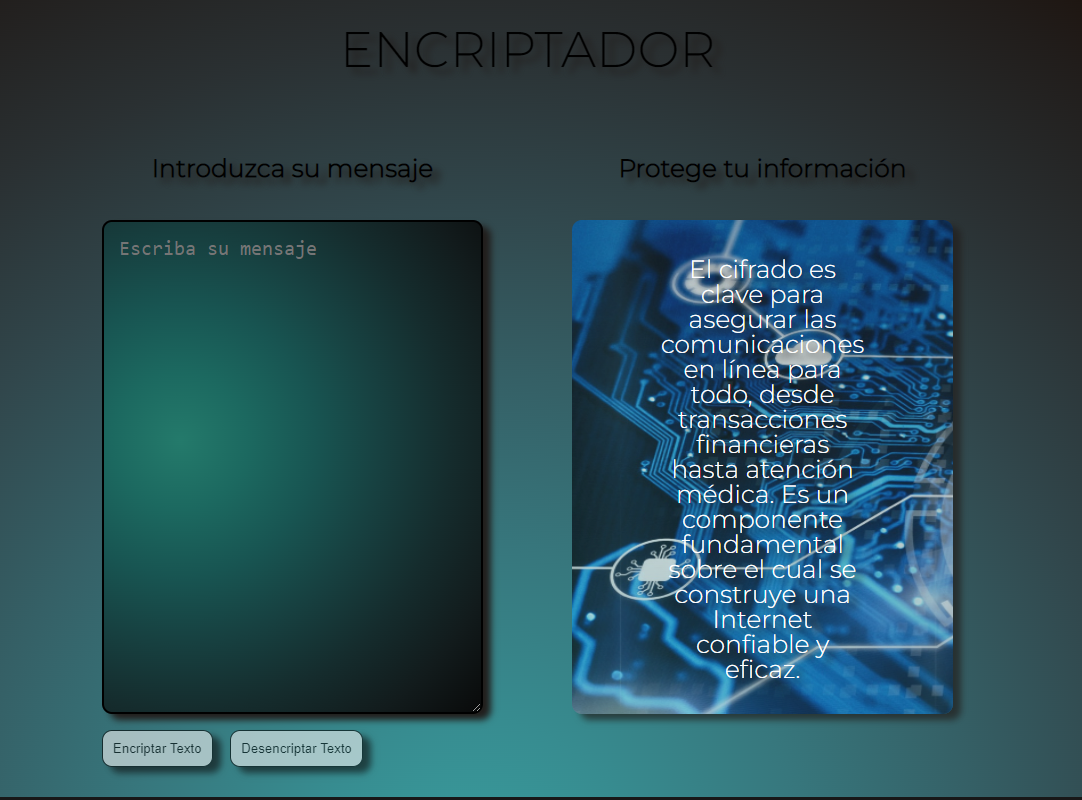 ENCRIPTADOR
Introduzca su mensaje
Escriba su mensaje
Encriptar Texto
Desencriptar Texto
Protege tu información
El cifrado es
clave para
asegurar las
comunicaciones
en línea para
todo, desde
transacciones
financieras
hasta atención
médica. Es un
componente
fundamental
sobre el cual se
construye una
Internet
confiable y
eficaz.